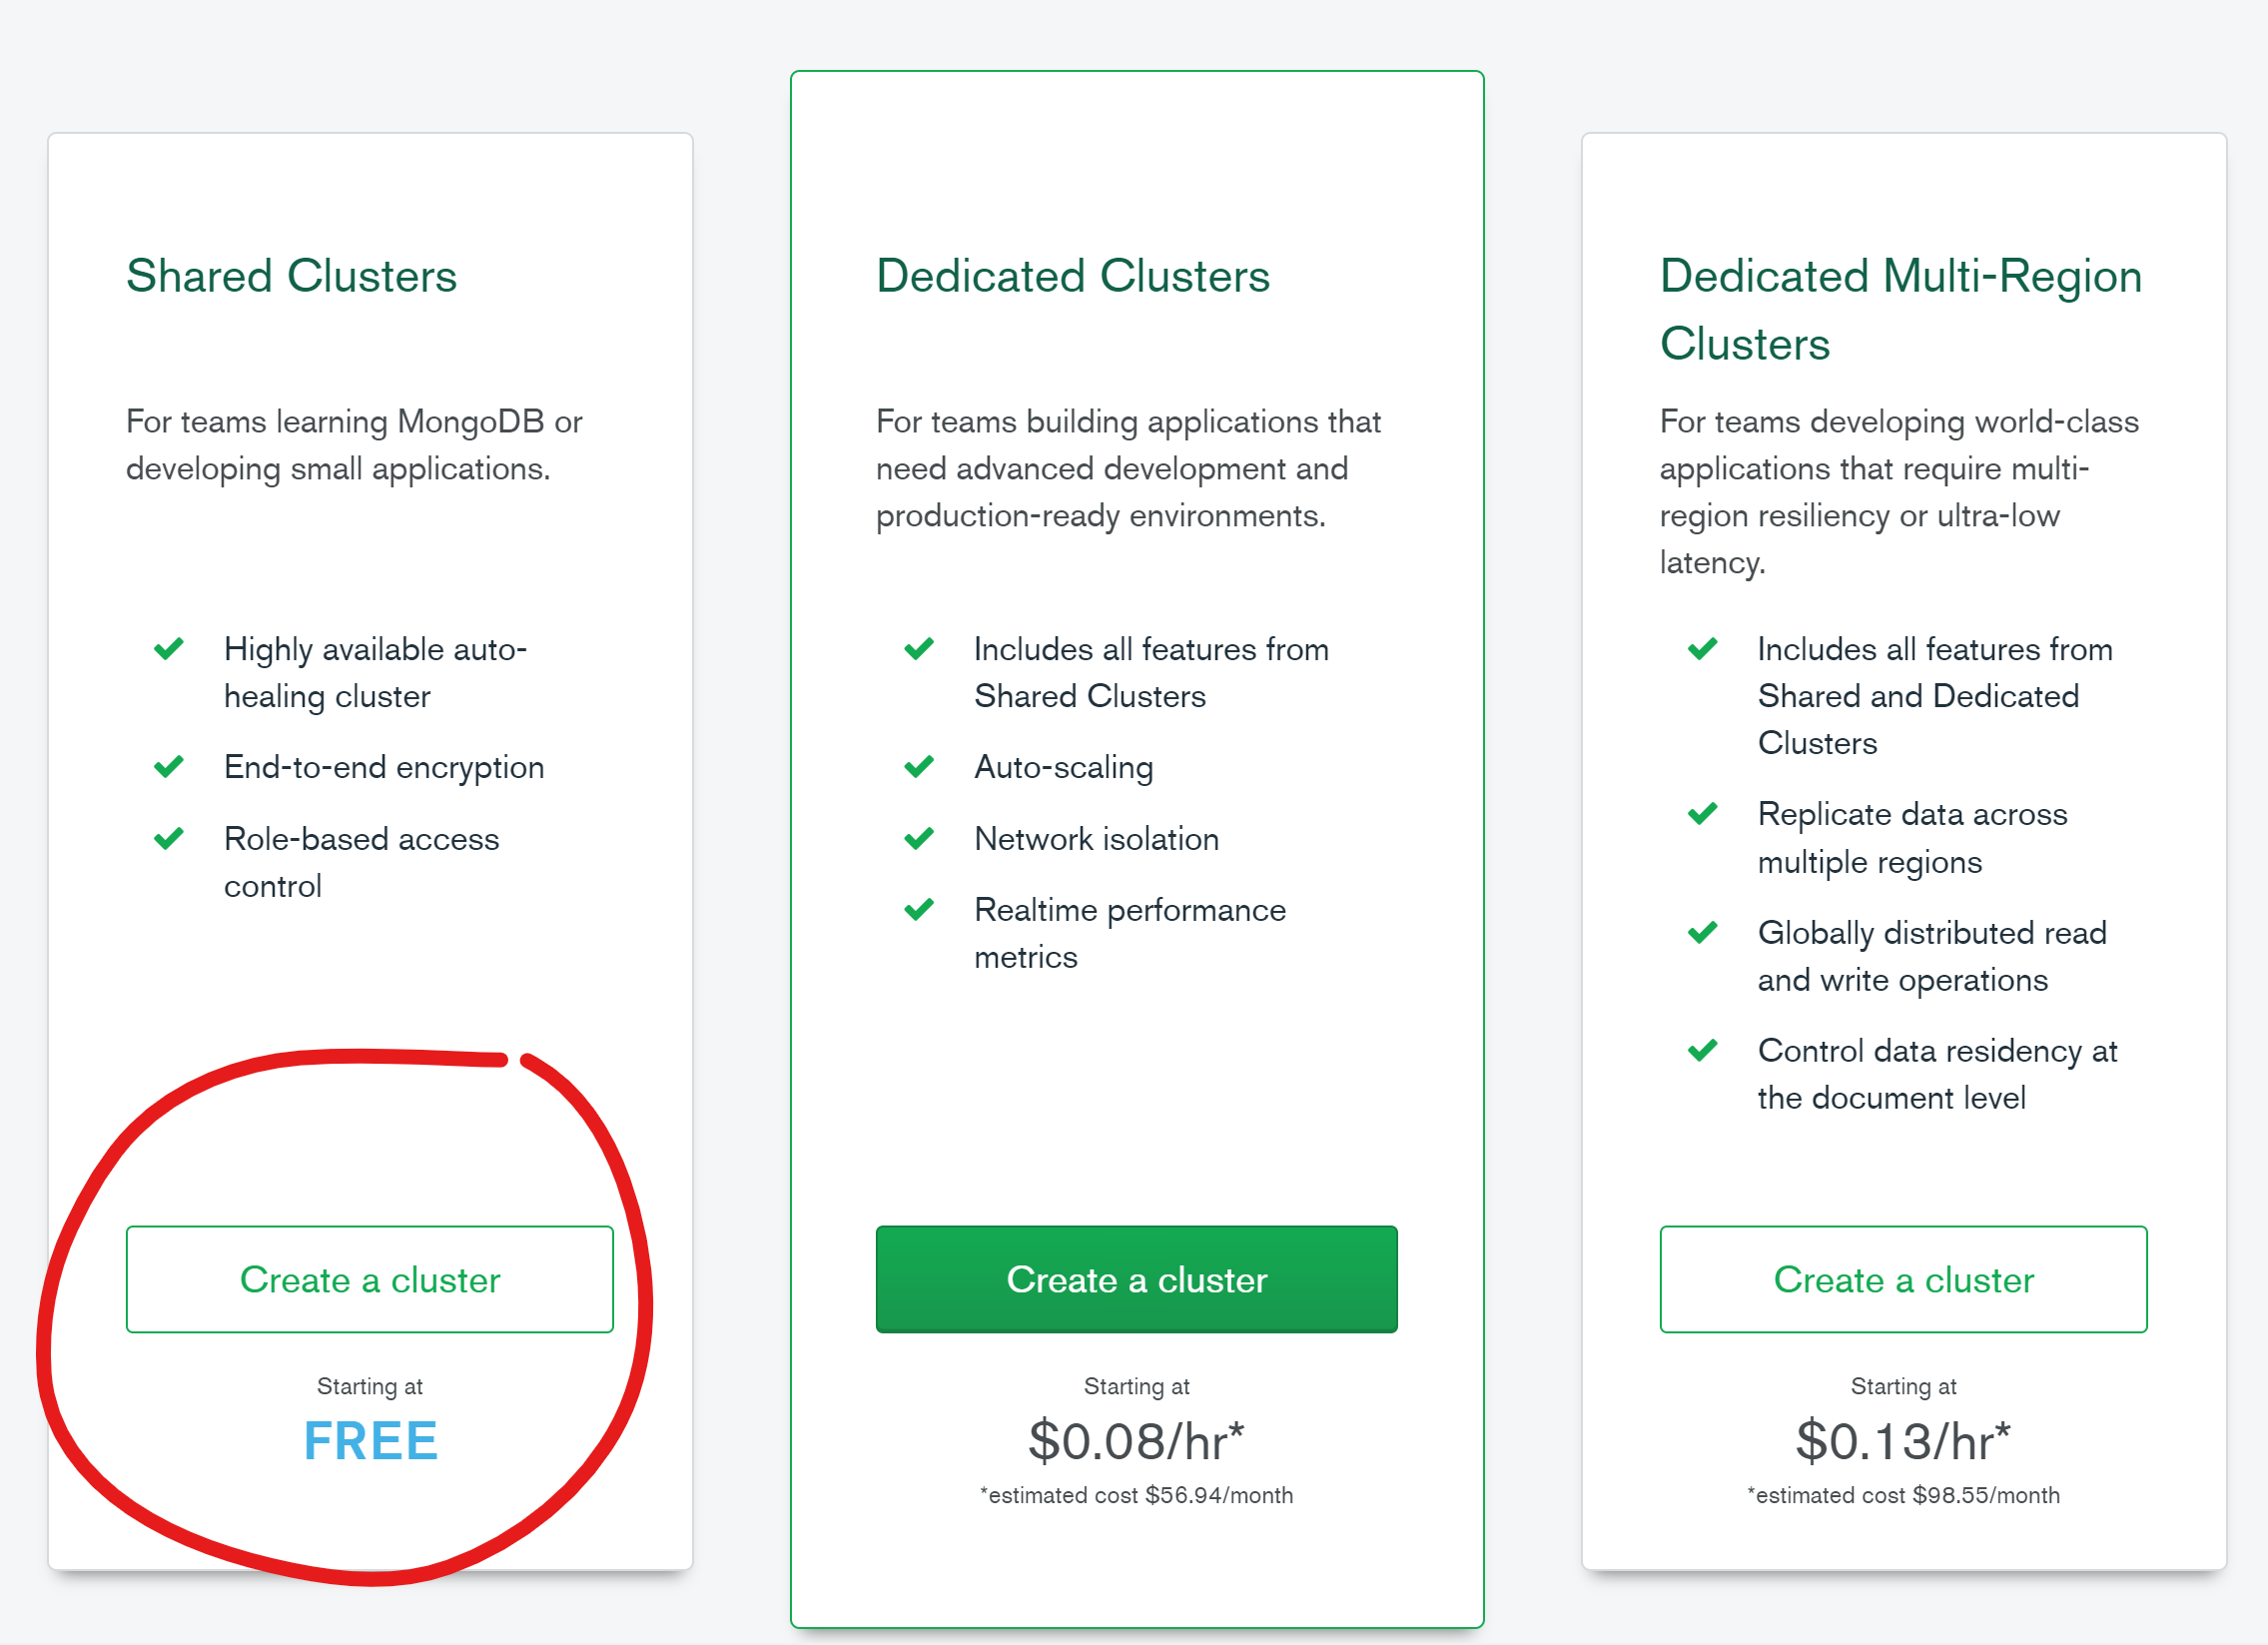 Shared Clusters
For teams learning MongoDB or
developing small applications.
Highly available auto-
healing cluster
End-to-end encryption
Role-based access
control
Create a cluster
Starting at
FREE
Dedicated Clusters
For teams building applications that
need advanced development and
production-ready environments.
Includes all features from
Shared Clusters
Auto-scaling
Network isolation
Realtime performance
metrics
Create a cluster
Starting at
$0.08/hr*
*estimated cost $56.94/month
Dedicated Multi-Region
Clusters
For teams developing world-class
applications that require multi-
region resiliency or ultra-low
latency.
Includes all features from
Shared and Dedicated
Clusters
Replicate data across
multiple regions
Globally distributed read
and write operations
Control data residency at
the document level
Create a cluster
Starting at
$0.13/hr*
*estimated cost $98.55/month